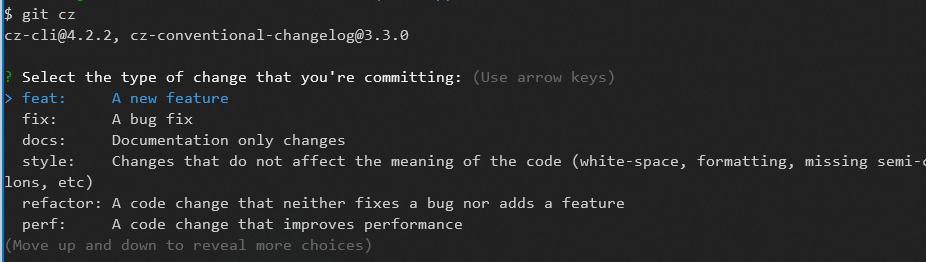 $ git cz
cz-cli@4.2.2, cz-conventional-changelog@3.3.0
? Select the type of change that you're committing: (Use arrow keys)
> feat:     A new feature
  fix:      A bug fix
  docs:     Documentation only changes
  style:    Changes that do not affect the meaning of the code (white-space, formatting, missing
lons, etc)
  refactor: A code change that neither fixes a bug nor adds a feature
  perf:     A code change that improves performance
(Move up and down to reveal more choices)